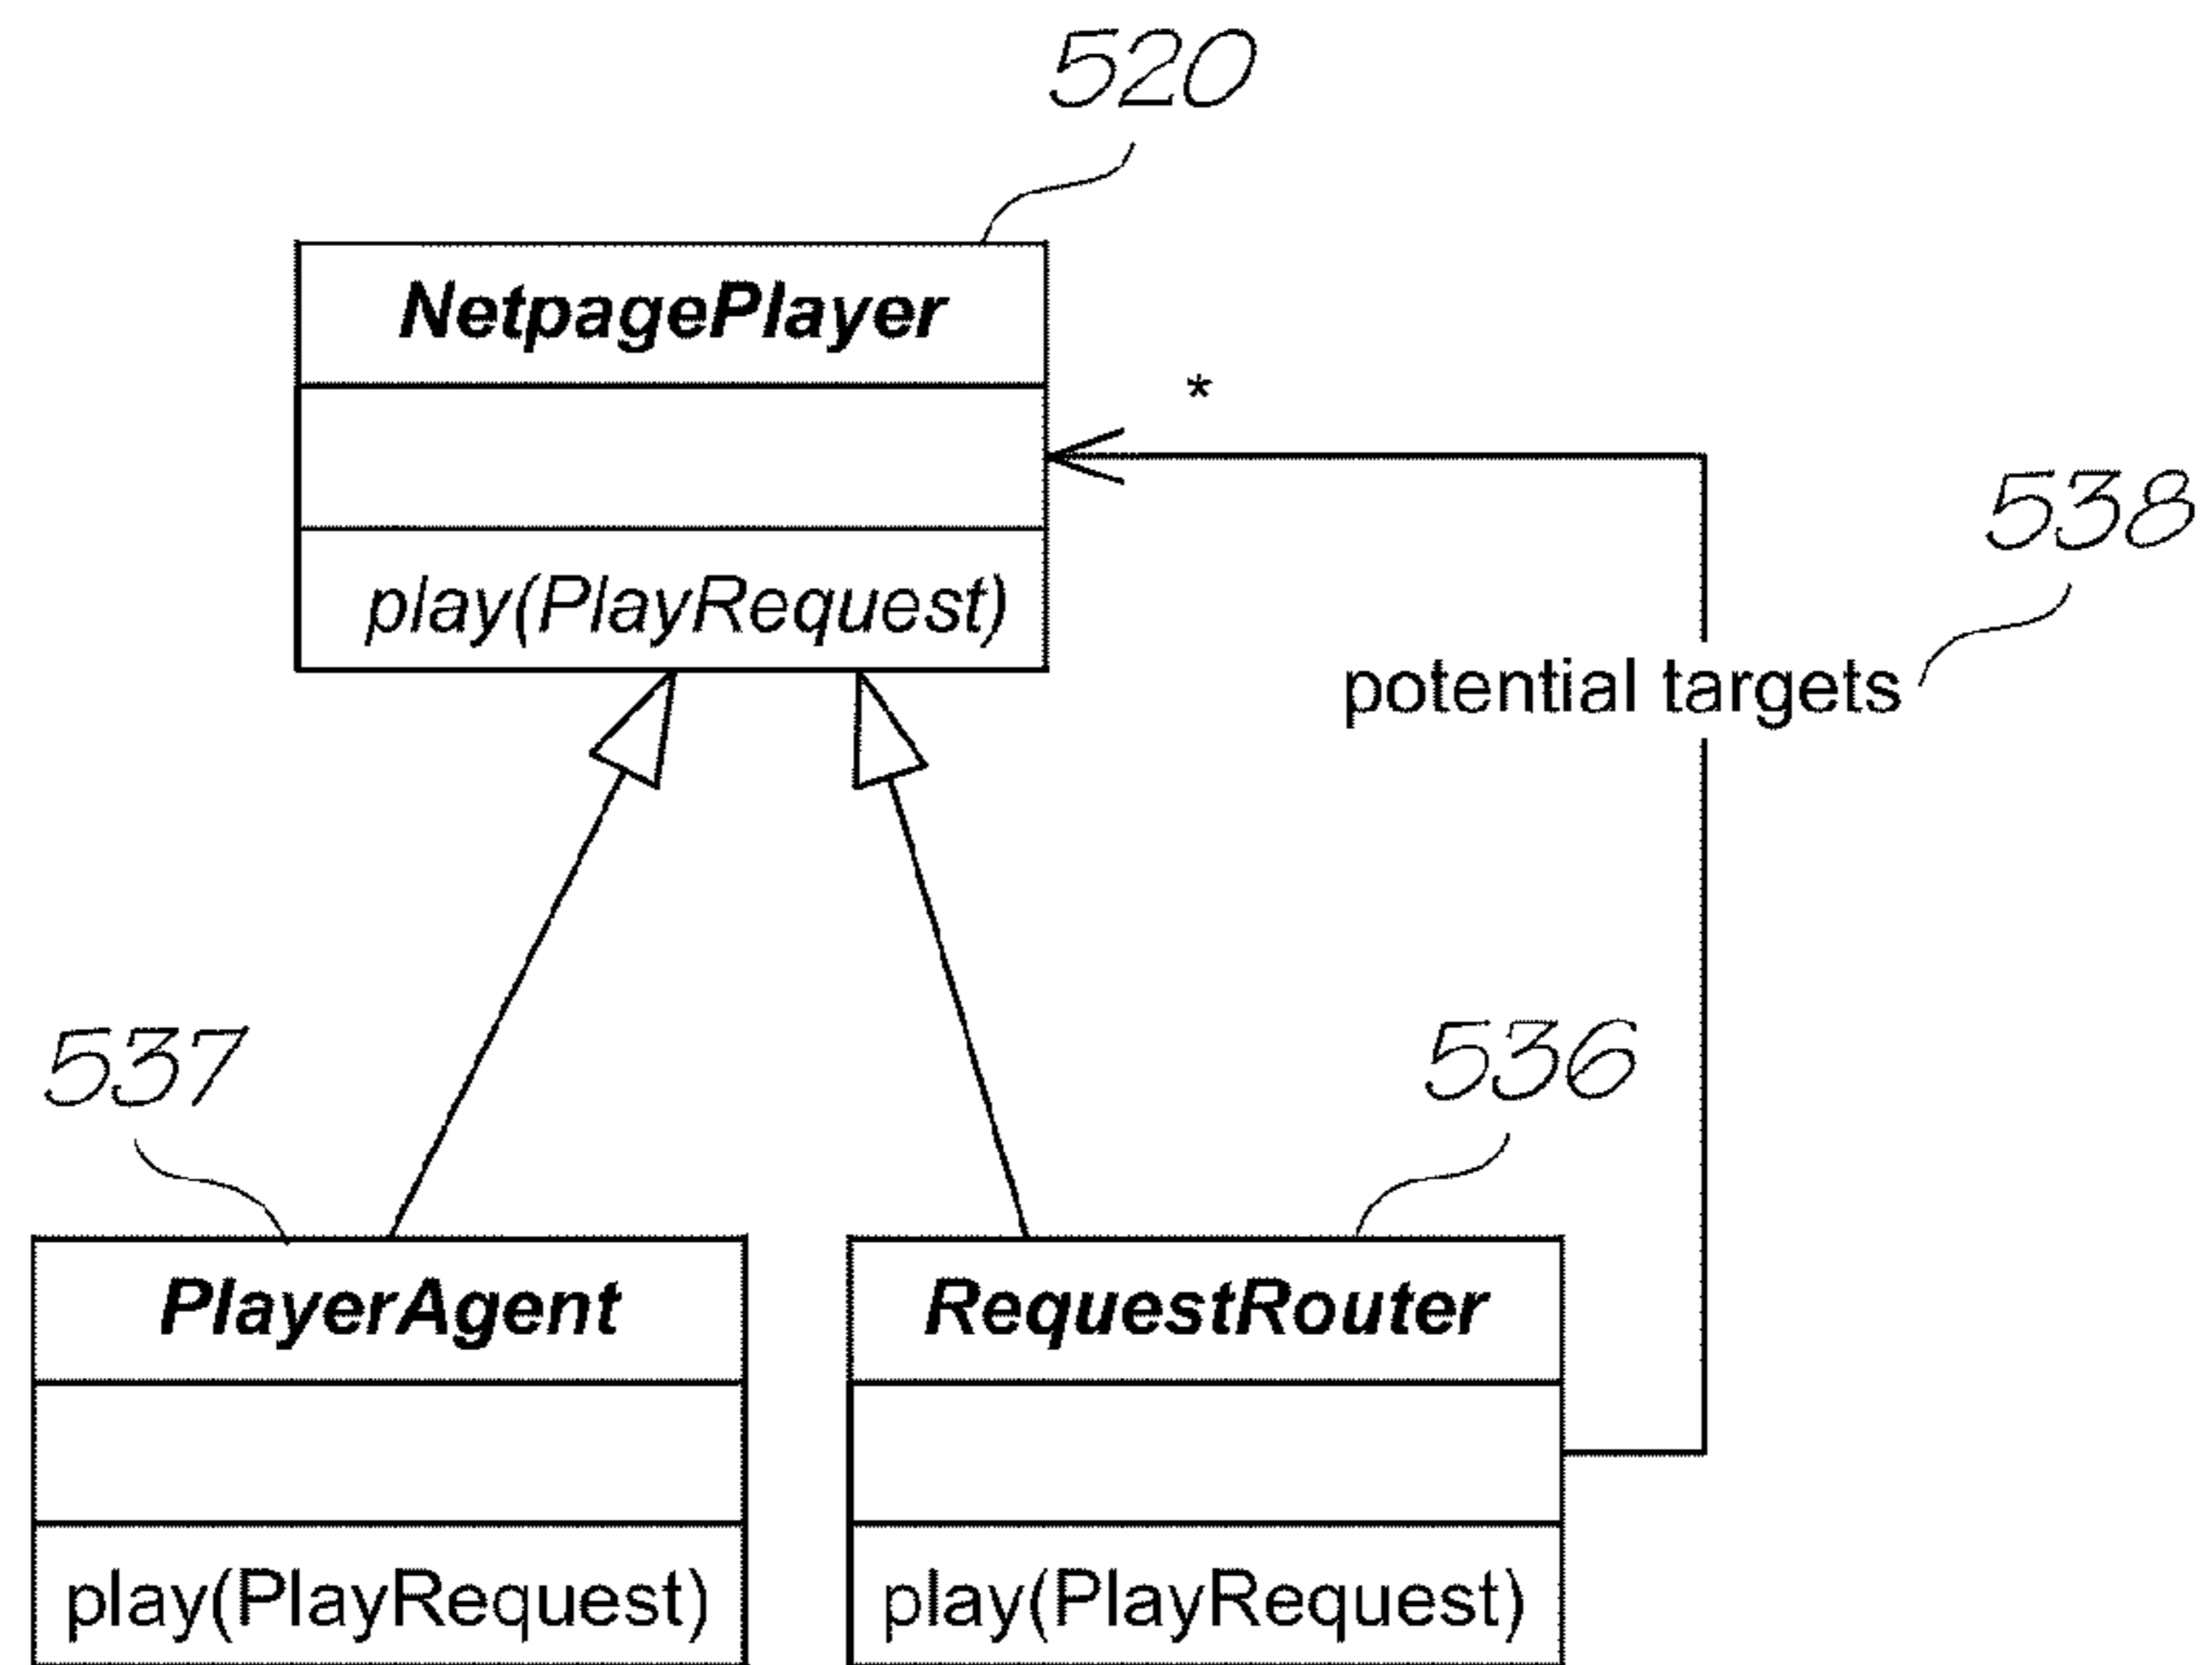 520
NetpagePlayer
*
538
play(PlayRequest)
potential targets
537
536
PlayerAgent
RequestRouter
play(PlayRequest)
play(PlayRequest)